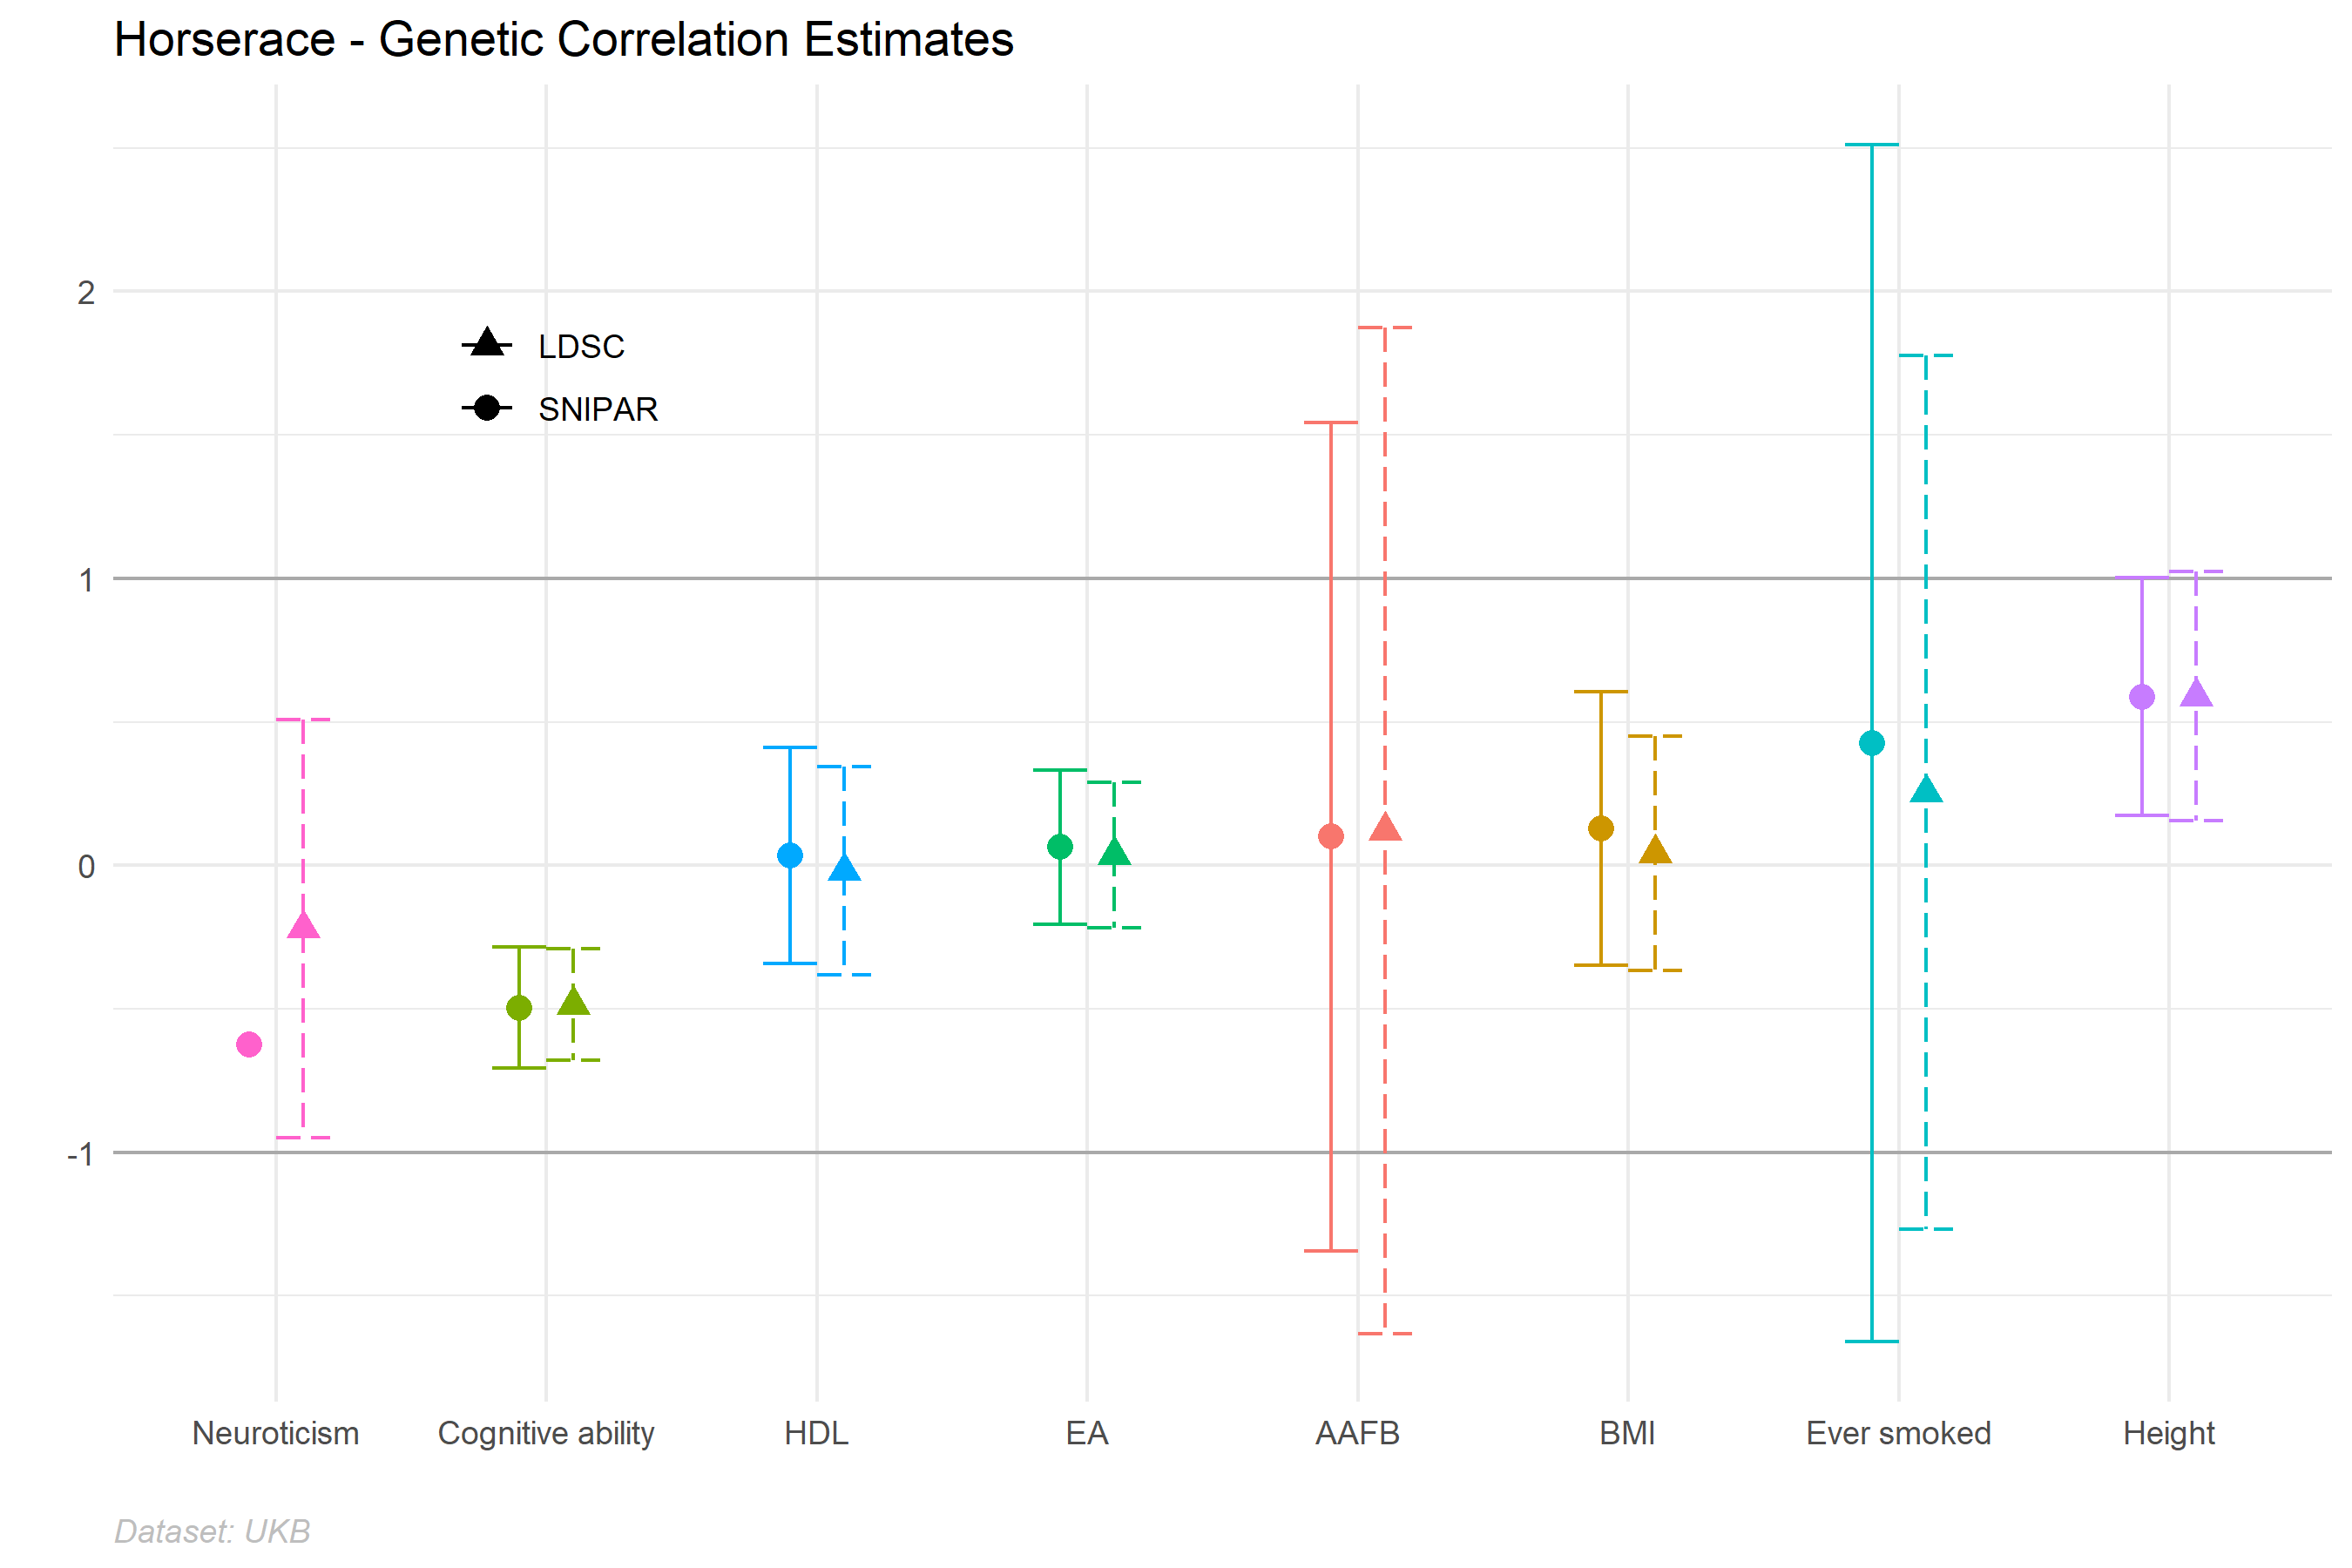 Horserace - Genetic Correlation Estimates
2
LDSC
SNIPAR
1
0
-1
Neuroticism Cognitive ability HDL EA AAFB BMI Ever smoked Height
Dataset: UKB